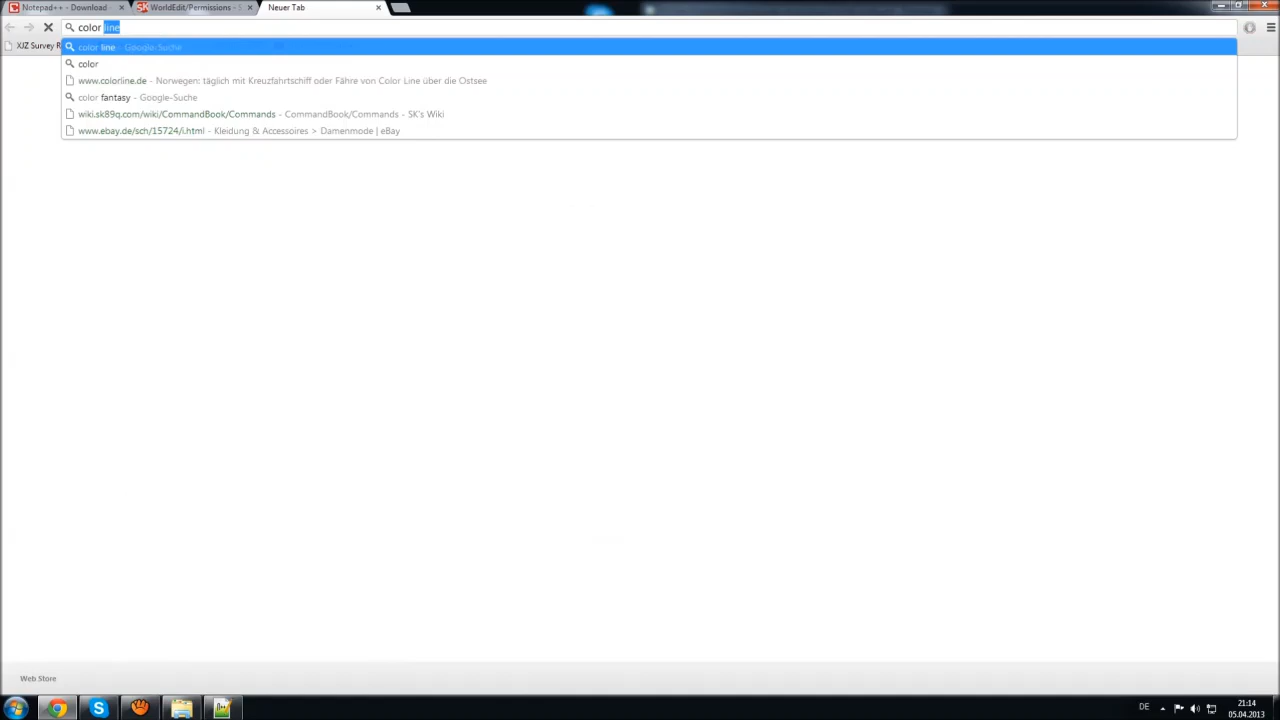 Notepad++ - Download
WorldEdit/Permissions - S
Neuer Tab
color line
XJZ Survey R
color line - Google-Suche
color
www.colorline.de - Norwegen: täglich mit Kreuzfahrtschiff oder Fähre von Color Line über die Ostsee
color fantasy - Google-Suche
wiki.sk89q.com/wiki/CommandBook/Commands - CommandBook/Commands - SK's Wiki
www.ebay.de/sch/15724/i.html - Kleidung & Accessoires > Damenmode | eBay
Web Store
DE
21:14
05.04.2013